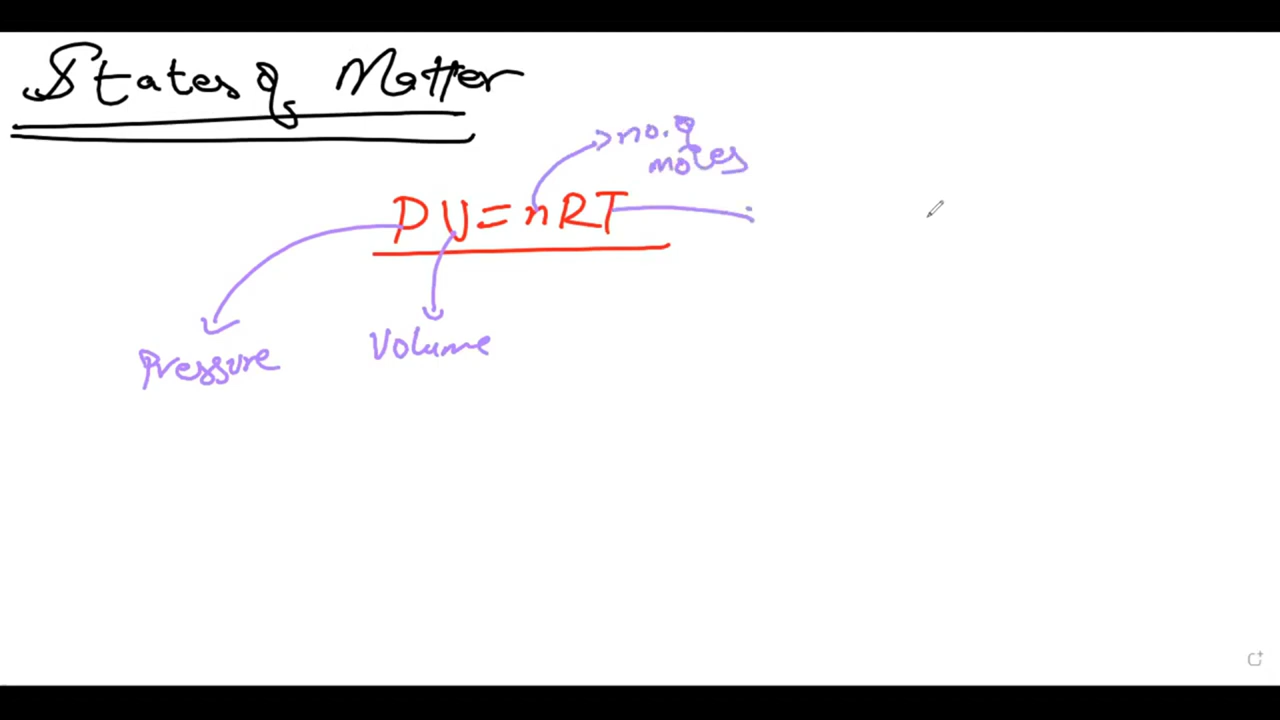 States of Matter
no. of
moles
PV = nRT
Pressure
Volume